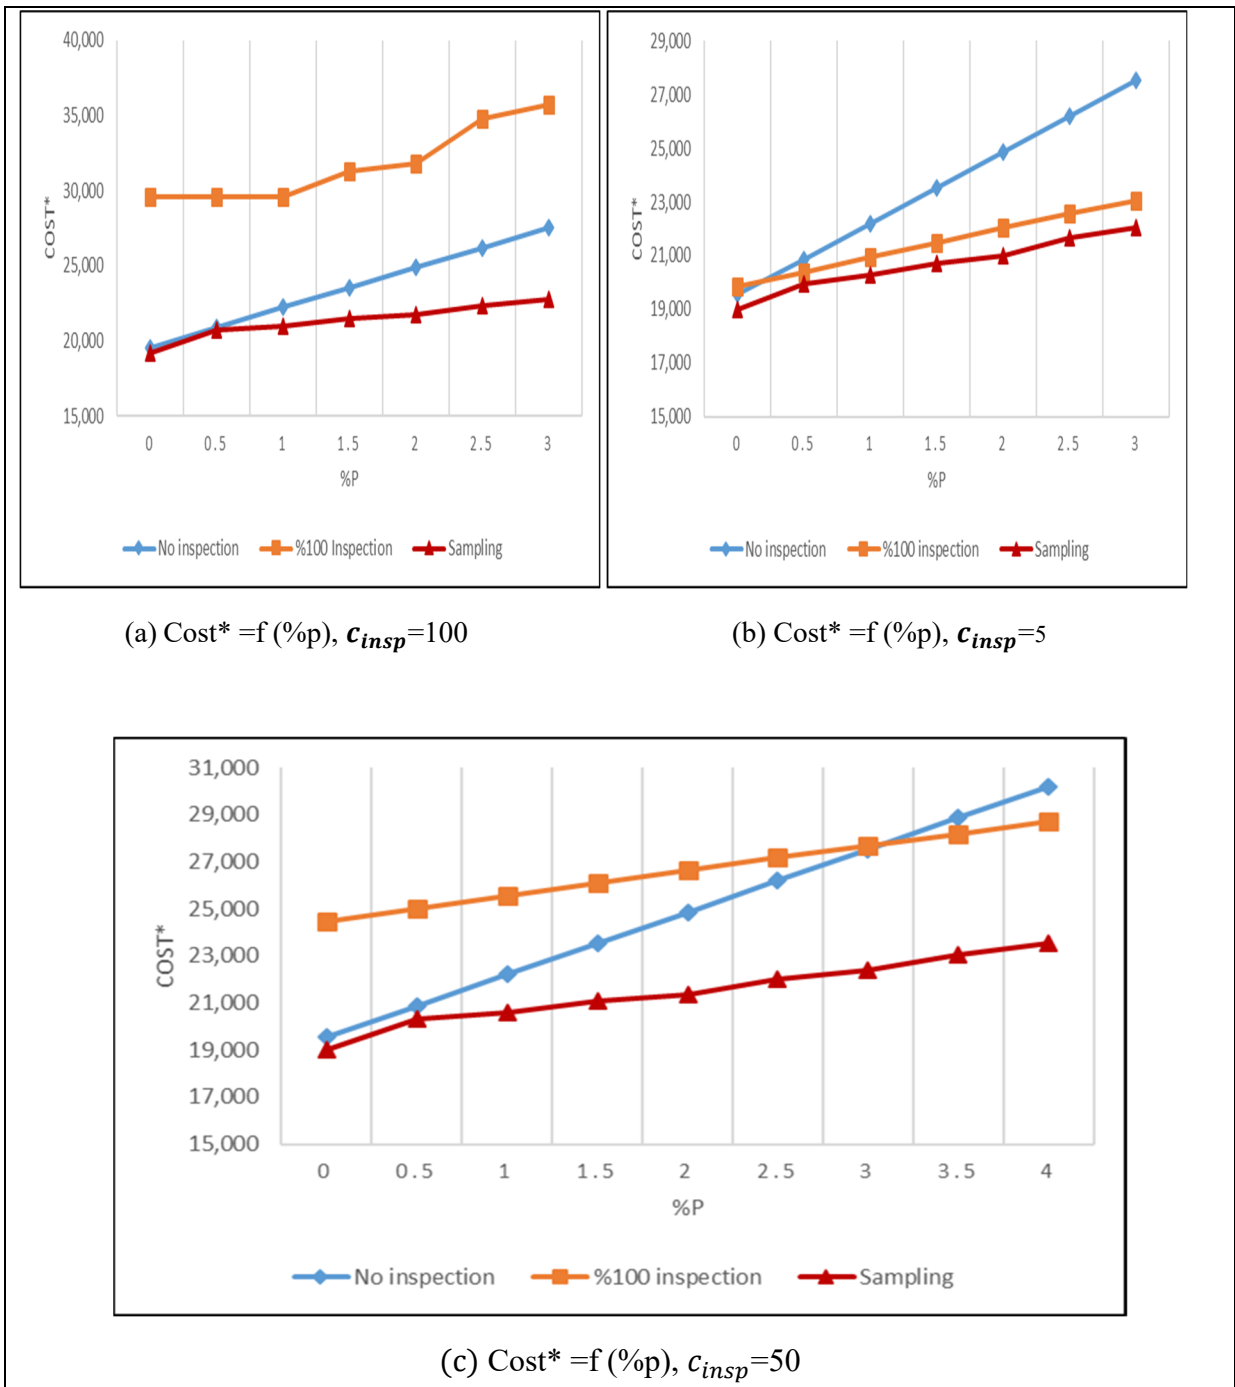 40,000
35,000
30,000
25,000
20,000
15,000
COST*
0 0.5 1 1.5 2 2.5 3
%P
No inspection %100 Inspection Sampling
(a) Cost* =f (%p), c_insp=100
29,000
27,000
25,000
23,000
21,000
19,000
17,000
15,000
COST*
0 0.5 1 1.5 2 2.5 3
%P
No inspection %100 inspection Sampling
(b) Cost* =f (%p), c_insp=5
31,000
29,000
27,000
25,000
23,000
21,000
19,000
17,000
15,000
COST*
0 0.5 1 1.5 2 2.5 3 3.5 4
%P
No inspection %100 inspection Sampling
(c) Cost* =f (%p), c_insp=50